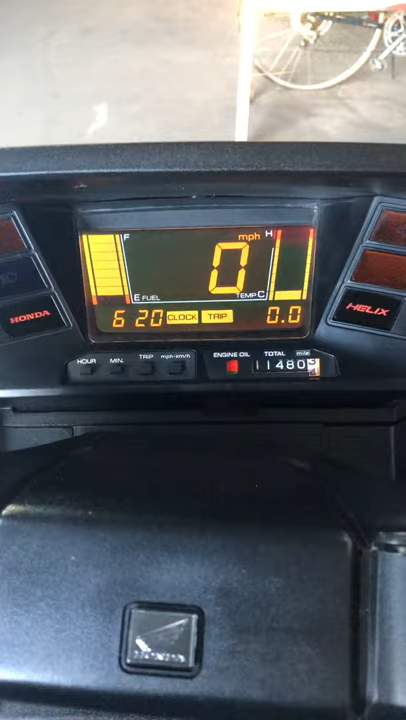 F
mph
H
0
E FUEL
TEMP C
6 20 CLOCK TRIP 0.0
HONDA
HELIX
HOUR MIN. TRIP mph↔km/h
ENGINE OIL
TOTAL mile
11480